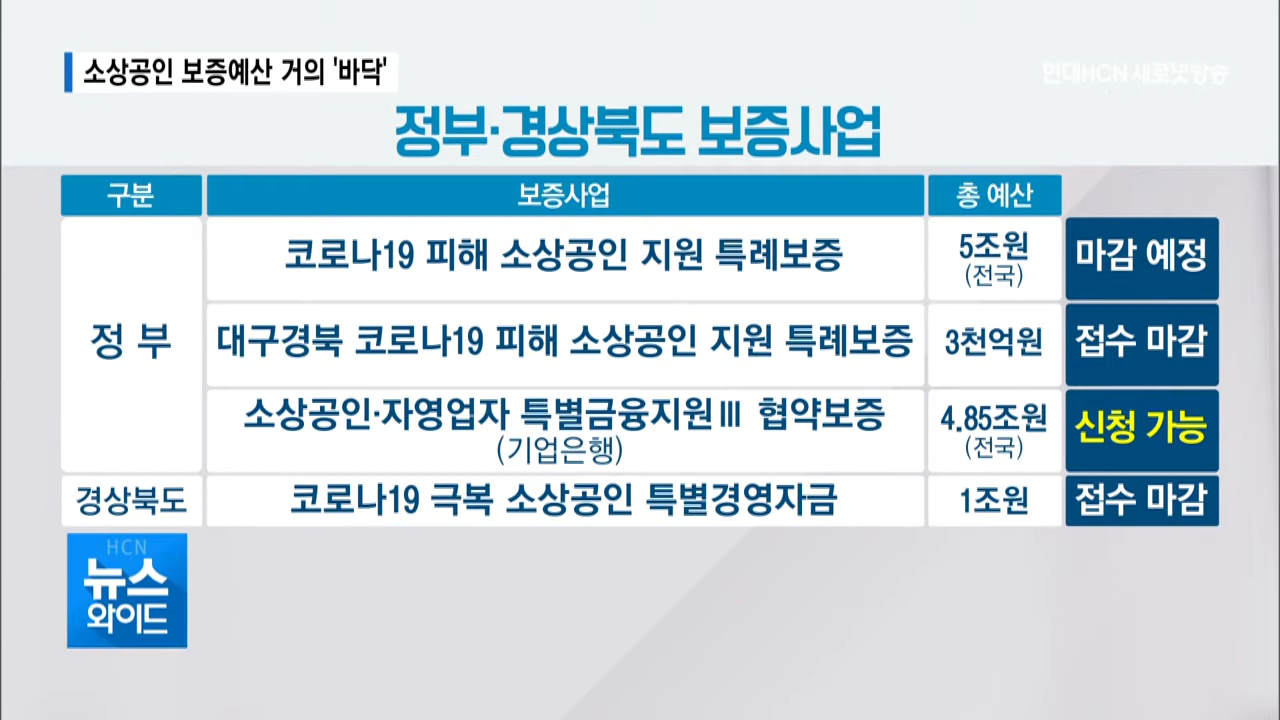 소상공인 보증예산 거의 '바닥'
현대HCN 새로넷방송
정부·경상북도 보증사업
구분 보증사업 총 예산
코로나19 피해 소상공인 지원 특례보증 5조원 (전국) 마감 예정
정 부 대구경북 코로나19 피해 소상공인 지원 특례보증 3천억원 접수 마감
소상공인·자영업자 특별금융지원Ⅲ 협약보증 4.85조원 신청 가능
(기업은행) (전국)
경상북도 코로나19 극복 소상공인 특별경영자금 1조원 접수 마감
HCN
뉴스
와이드